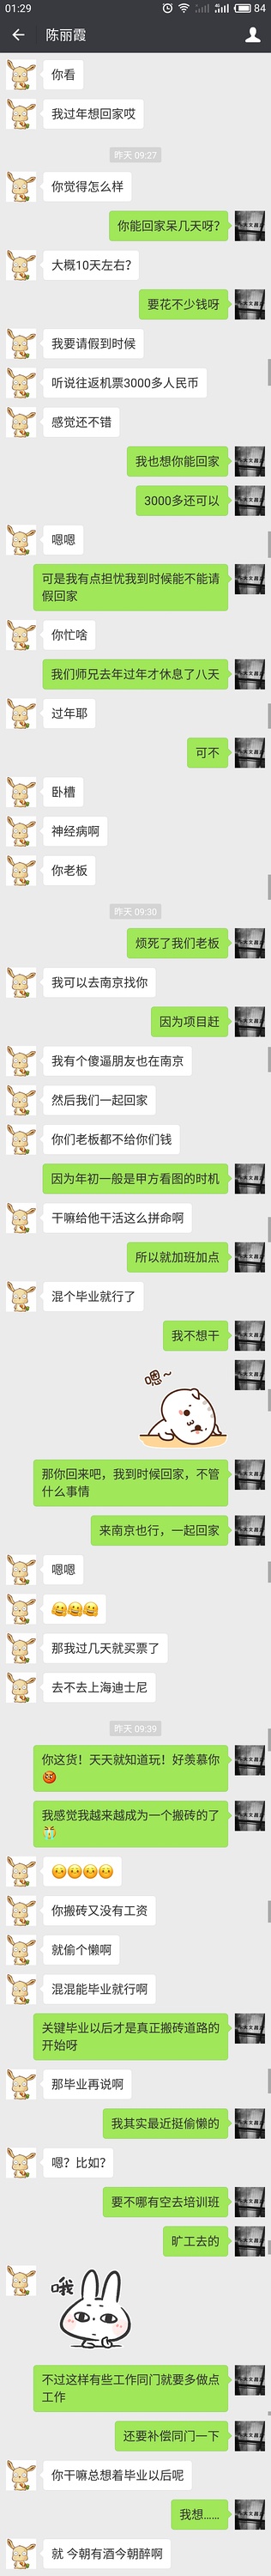 01:29
84
陈丽霞
你看
我过年想回家哎
昨天 09:27
你觉得怎么样
你能回家呆几天呀？
大概10天左右？
要花不少钱呀
我要请假到时候
听说往返机票3000多人民币
感觉还不错
我也想你能回家
3000多还可以
嗯嗯
可是我有点担忧我到时候能不能请
假回家
你忙啥
我们师兄去年过年才休息了八天
过年耶
可不
卧槽
神经病啊
你老板
昨天 09:30
烦死了我们老板
我可以去南京找你
因为项目赶
我有个傻逼朋友也在南京
然后我们一起回家
你们老板都不给你们钱
因为年初一般是甲方看图的时机
干嘛给他干活这么拼命啊
所以就加班加点
混个毕业就行了
我不想干
嗯~
那你回来吧，我到时候回家，不管
什么事情
来南京也行，一起回家
嗯嗯
🤗🤗🤗
那我过几天就买票了
去不去上海迪士尼
昨天 09:39
你这货！天天就知道玩！好羡慕你
😡
我感觉我越来越成为一个搬砖的了
😭
你搬砖又没有工资
就偷个懒啊
混混能毕业就行啊
关键毕业以后才是真正搬砖道路的
开始呀
那毕业再说啊
我其实最近挺偷懒的
嗯？比如？
要不哪有空去培训班
旷工去的
哦
不过这样有些工作同门就要多做点
工作
还要补偿同门一下
你干嘛总想着毕业以后呢
我想……
就 今朝有酒今朝醉啊